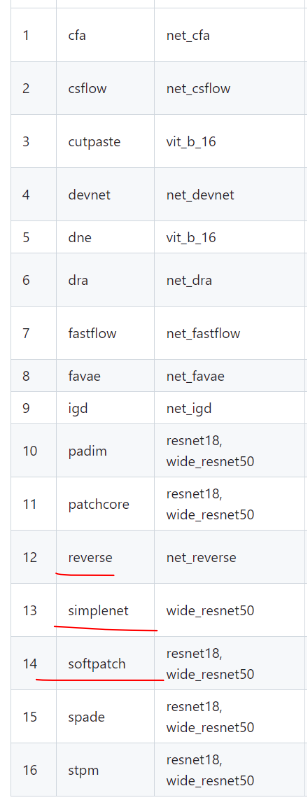 1 cfa net_cfa
2 csflow net_csflow
3 cutpaste vit_b_16
4 devnet net_devnet
5 dne vit_b_16
6 dra net_dra
7 fastflow net_fastflow
8 favae net_favae
9 igd net_igd
10 padim resnet18,
wide_resnet50
11 patchcore resnet18,
wide_resnet50
12 reverse net_reverse
13 simplenet wide_resnet50
14 softpatch resnet18,
wide_resnet50
15 spade resnet18,
wide_resnet50
16 stpm resnet18,
wide_resnet50